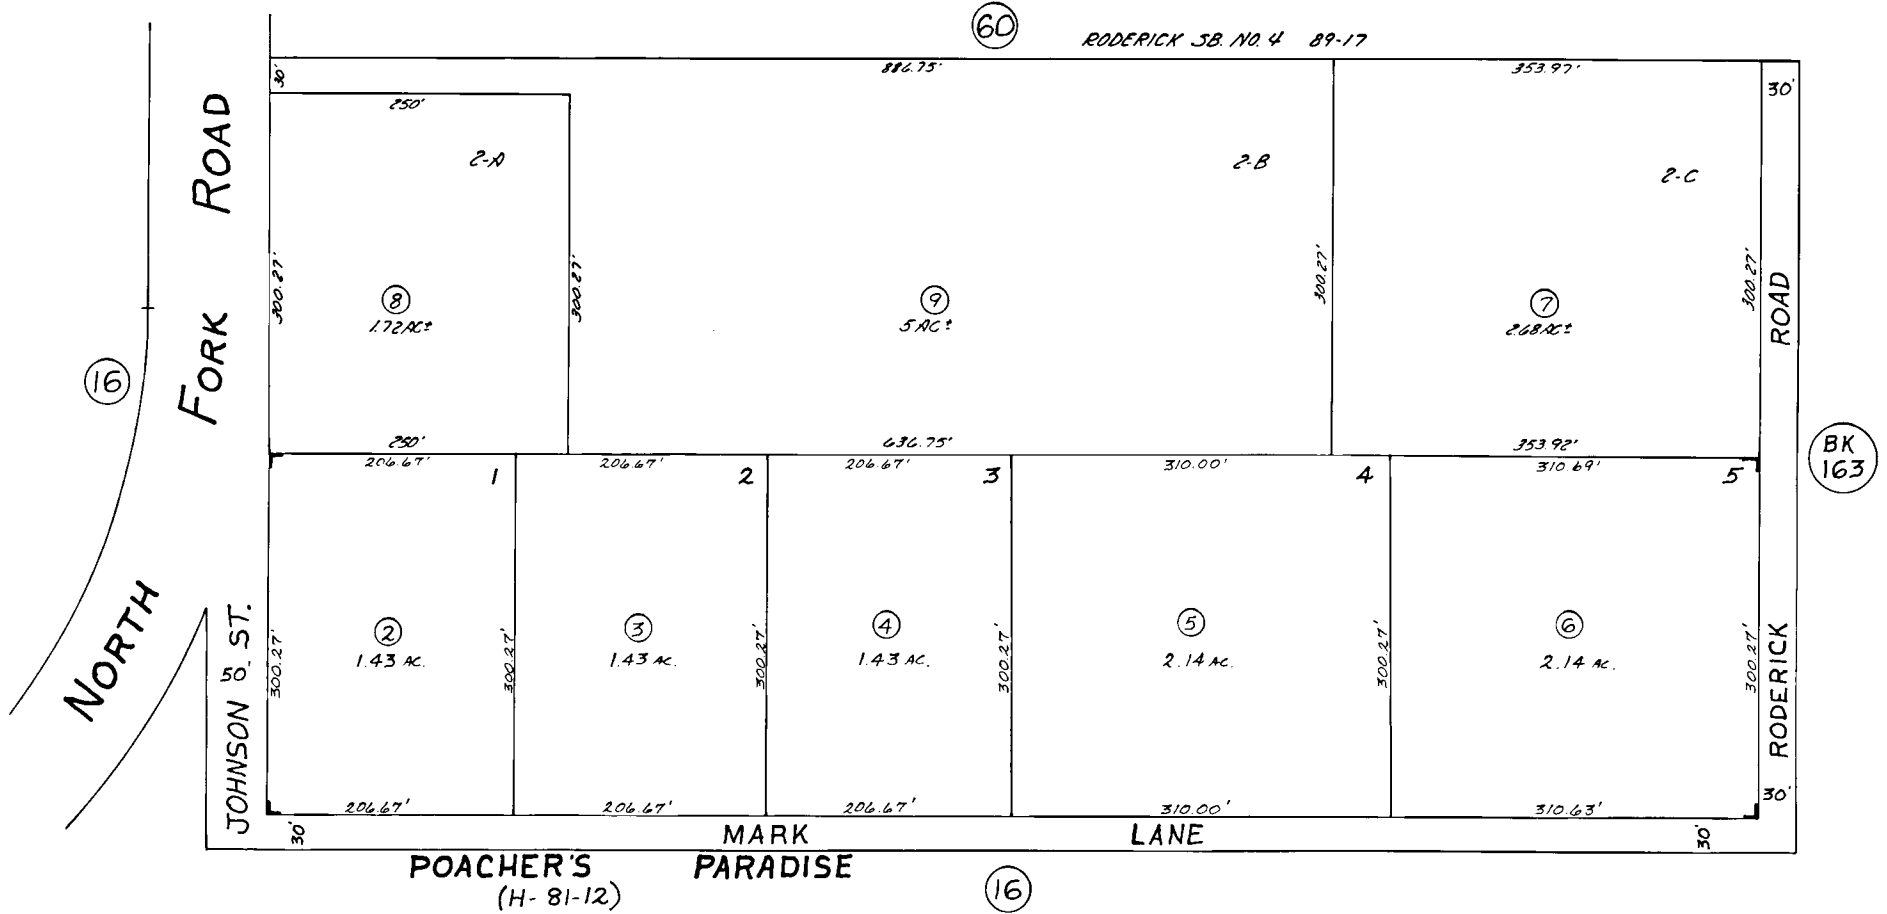 60
RODERICK SB. NO. 4 89-17
30'
886.75'
353.97'
30'
250'
2-A
2-B
2-C
NORTH FORK ROAD
300.27'
300.27'
300.27'
300.27'
8
1.72 AC±
9
5 AC±
7
2.68 AC±
RODERICK ROAD
16
250'
636.75'
353.92'
BK
163
206.67'
206.67'
206.67'
310.00'
310.69'
1
2
3
4
5
JOHNSON 50' ST.
300.27'
300.27'
300.27'
300.27'
300.27'
300.27'
2
1.43 AC.
3
1.43 AC.
4
1.43 AC.
5
2.14 AC.
6
2.14 AC.
206.67'
206.67'
206.67'
310.00'
310.63'
30'
30'
MARK LANE
30'
POACHER'S PARADISE
(H-81-12)
16